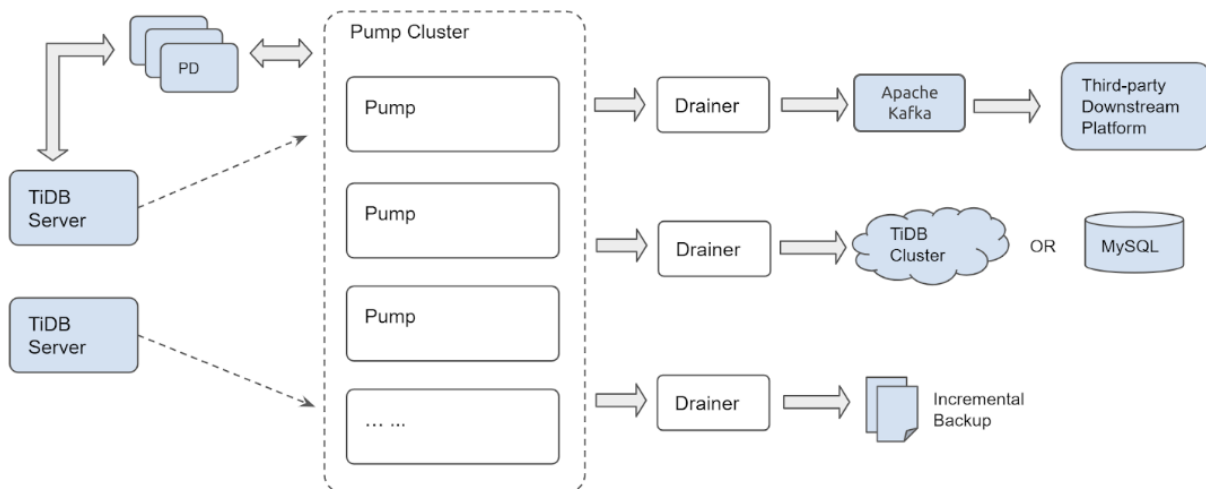 Pump Cluster
PD
Pump
Drainer
Apache
Kafka
Third-party
Downstream
Platform
TiDB
Server
Pump
Drainer
TiDB
Cluster
OR
MySQL
TiDB
Server
Pump
Drainer
Incremental
Backup
... ...